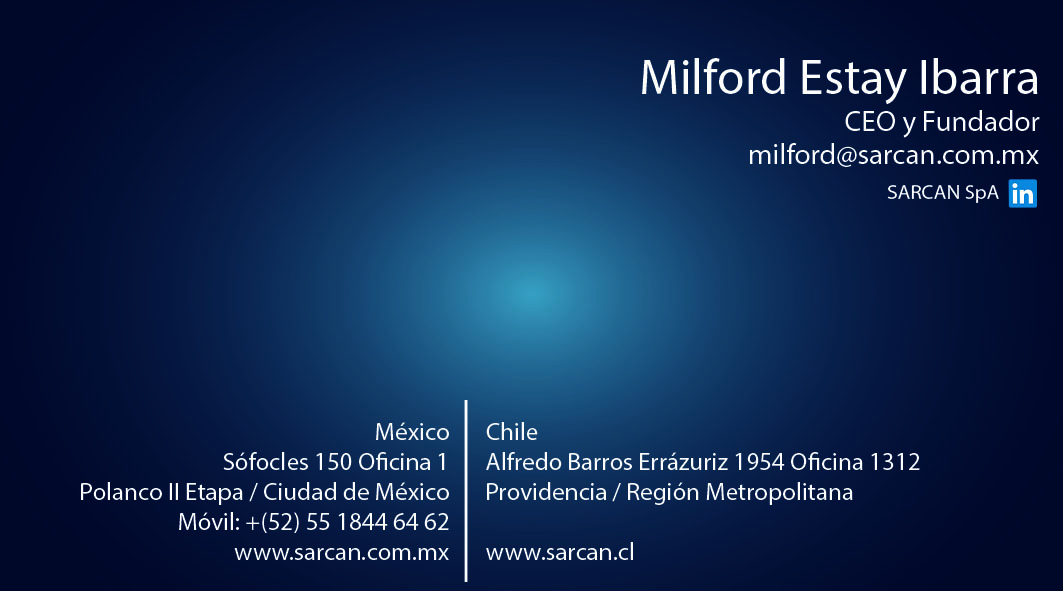 Milford Estay Ibarra
CEO y Fundador
milford@sarcan.com.mx
SARCAN SpA in
México
Sófocles 150 Oficina 1
Polanco II Etapa / Ciudad de México
Móvil: +(52) 55 1844 64 62
www.sarcan.com.mx
Chile
Alfredo Barros Errázuriz 1954 Oficina 1312
Providencia / Región Metropolitana
www.sarcan.cl